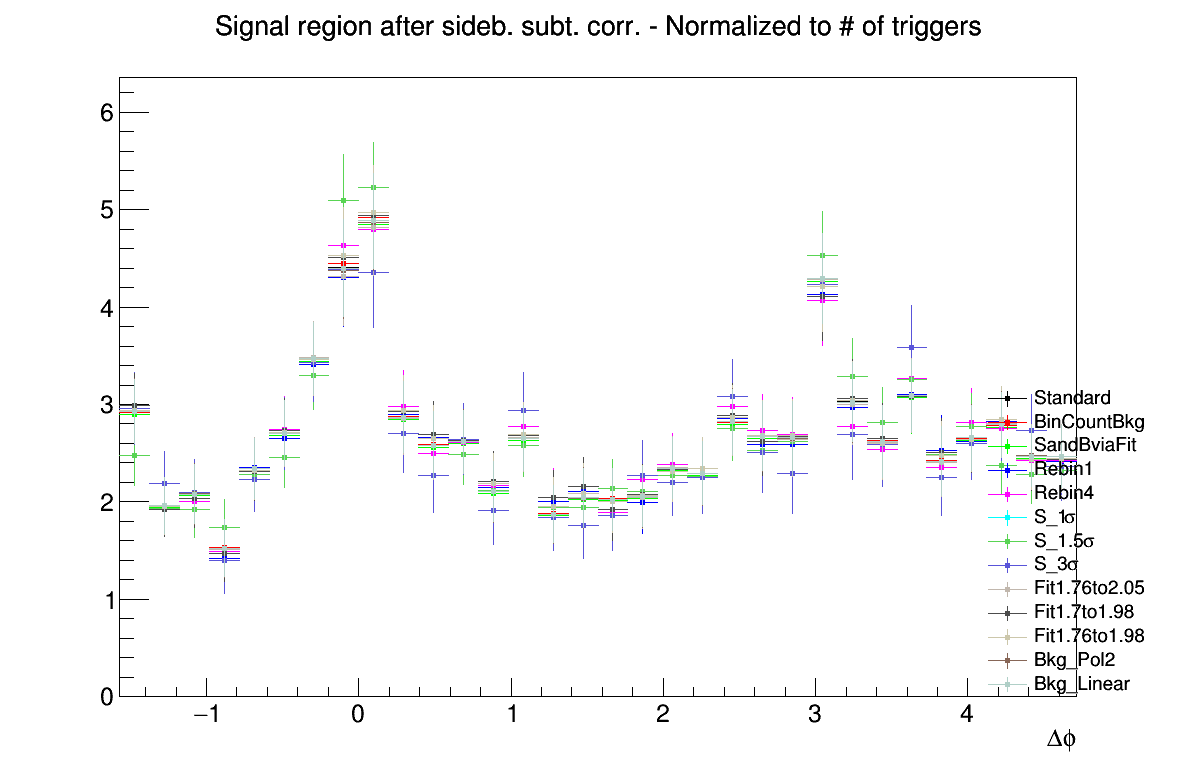 Signal region after sideb. subt. corr. - Normalized to # of triggers
6
5
4
3
2
1
0
−1 0 1 2 3 4
Δϕ
Standard
BinCountBkg
SandBviaFit
Rebin1
Rebin4
S_1σ
S_1.5σ
S_3σ
Fit1.76to2.05
Fit1.7to1.98
Fit1.76to1.98
Bkg_Pol2
Bkg_Linear